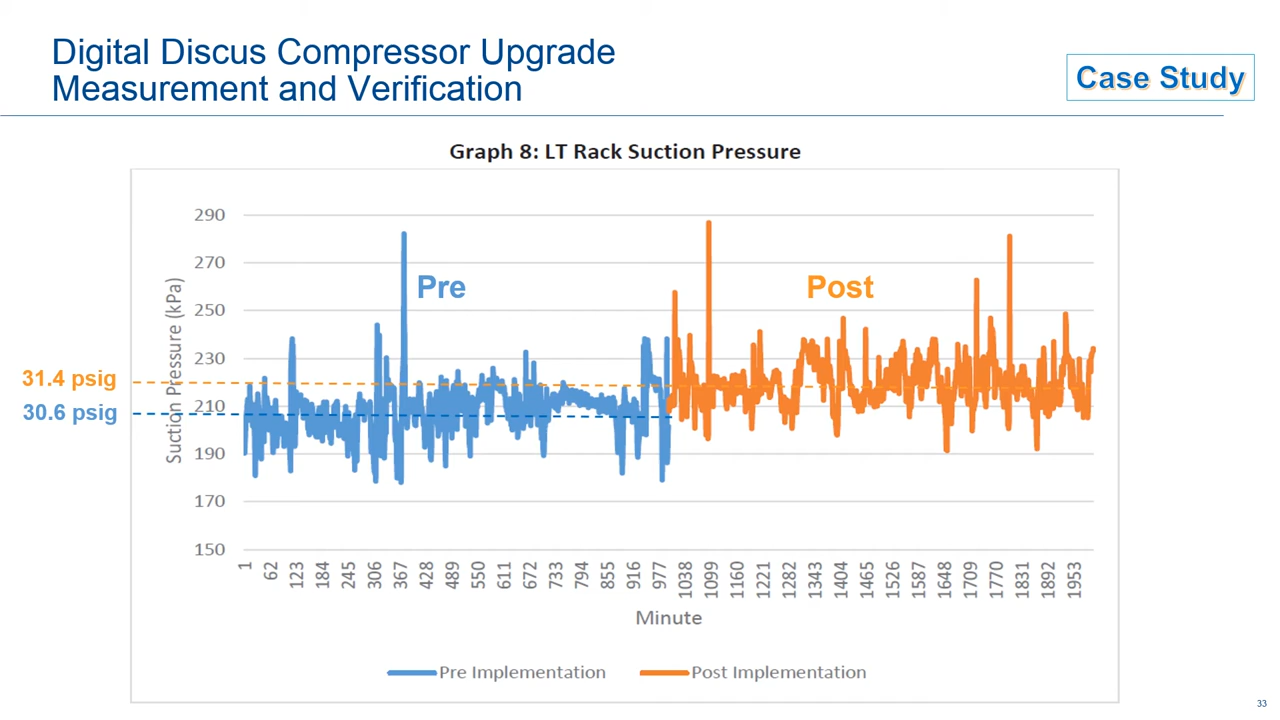 Digital Discus Compressor Upgrade
Measurement and Verification
Case Study
Graph 8: LT Rack Suction Pressure
290
270
250
230
210
190
170
150
Suction Pressure (kPa)
Pre
Post
31.4 psig
30.6 psig
1 62 123 184 245 306 367 428 489 550 611 672 733 794 855 916 977 1038 1099 1160 1221 1282 1343 1404 1465 1526 1587 1648 1709 1770 1831 1892 1953
Minute
Pre Implementation Post Implementation
33